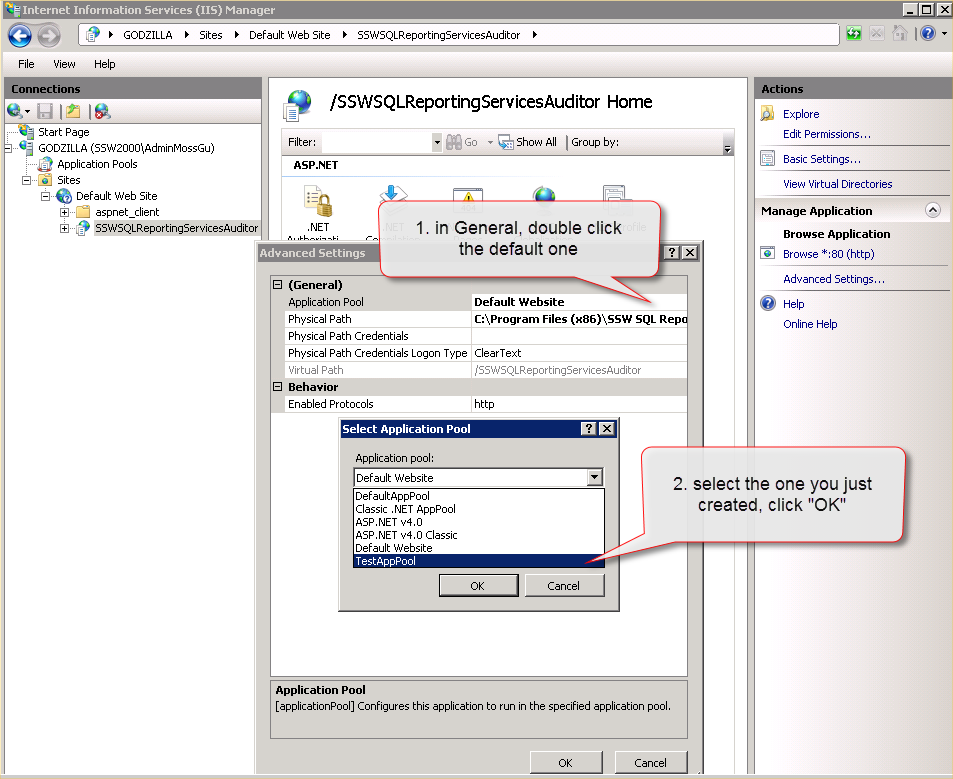 Internet Information Services (IIS) Manager
GODZILLA Sites Default Web Site SSWSQLReportingServicesAuditor
File View Help
Connections
Start Page
GODZILLA (SSW2000\AdminMossGu)
Application Pools
Sites
Default Web Site
aspnet_client
SSWSQLReportingServicesAuditor
/SSWSQLReportingServicesAuditor Home
Filter: Go Show All Group by:
ASP.NET
.NET
1. in General, double click
the default one
Advanced Settings
(General)
Application Pool Default Website
Physical Path C:\Program Files (x86)\SSW SQL Repo
Physical Path Credentials
Physical Path Credentials Logon Type ClearText
Virtual Path /SSWSQLReportingServicesAuditor
Behavior
Enabled Protocols http
Select Application Pool
Application pool:
Default Website
DefaultAppPool
Classic .NET AppPool
ASP.NET v4.0
ASP.NET v4.0 Classic
Default Website
TestAppPool
OK Cancel
2. select the one you just
created, click "OK"
Application Pool
[applicationPool] Configures this application to run in the specified application pool.
OK Cancel
Actions
Explore
Edit Permissions...
Basic Settings...
View Virtual Directories
Manage Application
Browse Application
Browse *:80 (http)
Advanced Settings...
Help
Online Help